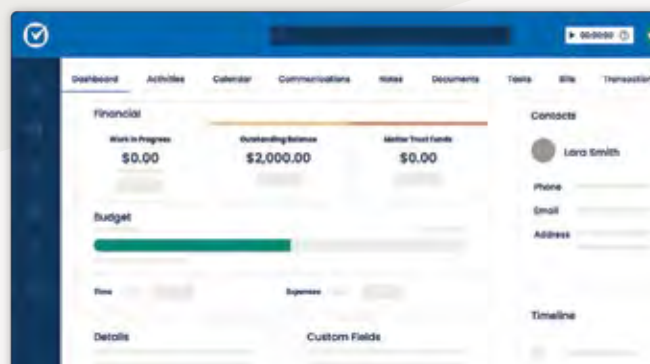 00:00:00
Dashboard Activities Calendar Communications Notes Documents Tasks Bills Transaction
Financial
Work in Progress Outstanding Balance Matter Trust Funds
$0.00 $2,000.00 $0.00
Contacts
Lara Smith
Phone
Email
Address
Budget
Time Expenses
Details Custom Fields
Timeline